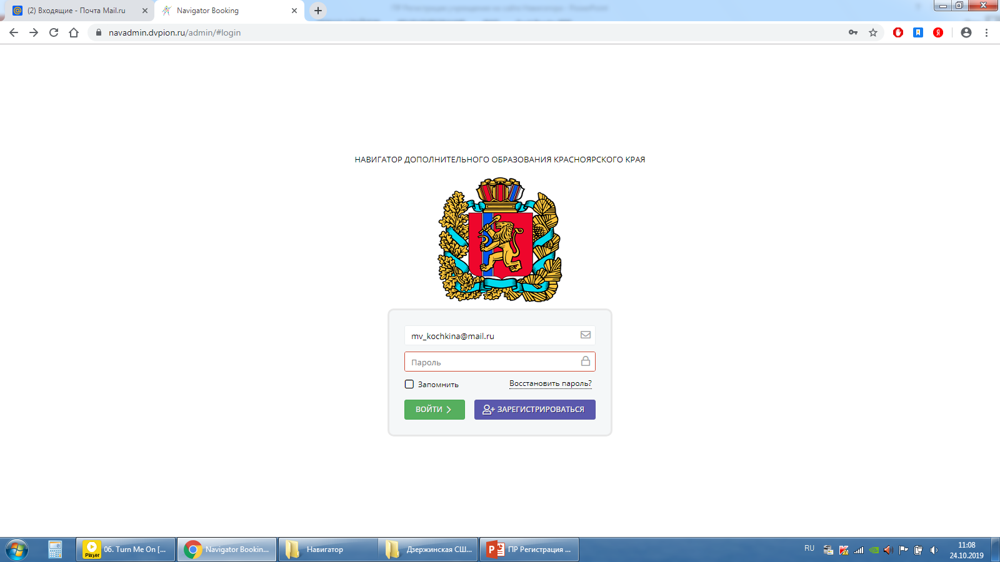 (2) Входящие - Почта Mail.ru
Navigator Booking
navadmin.dvpion.ru/admin/#login
НАВИГАТОР ДОПОЛНИТЕЛЬНОГО ОБРАЗОВАНИЯ КРАСНОЯРСКОГО КРАЯ
mv_kochkina@mail.ru
Пароль
Запомнить
Восстановить пароль?
ВОЙТИ
ЗАРЕГИСТРИРОВАТЬСЯ
Player
06. Turn Me On [...
Navigator Bookin...
Навигатор
Дзержинская СШ...
ПР Регистрация ...
RU
11:08
24.10.2019